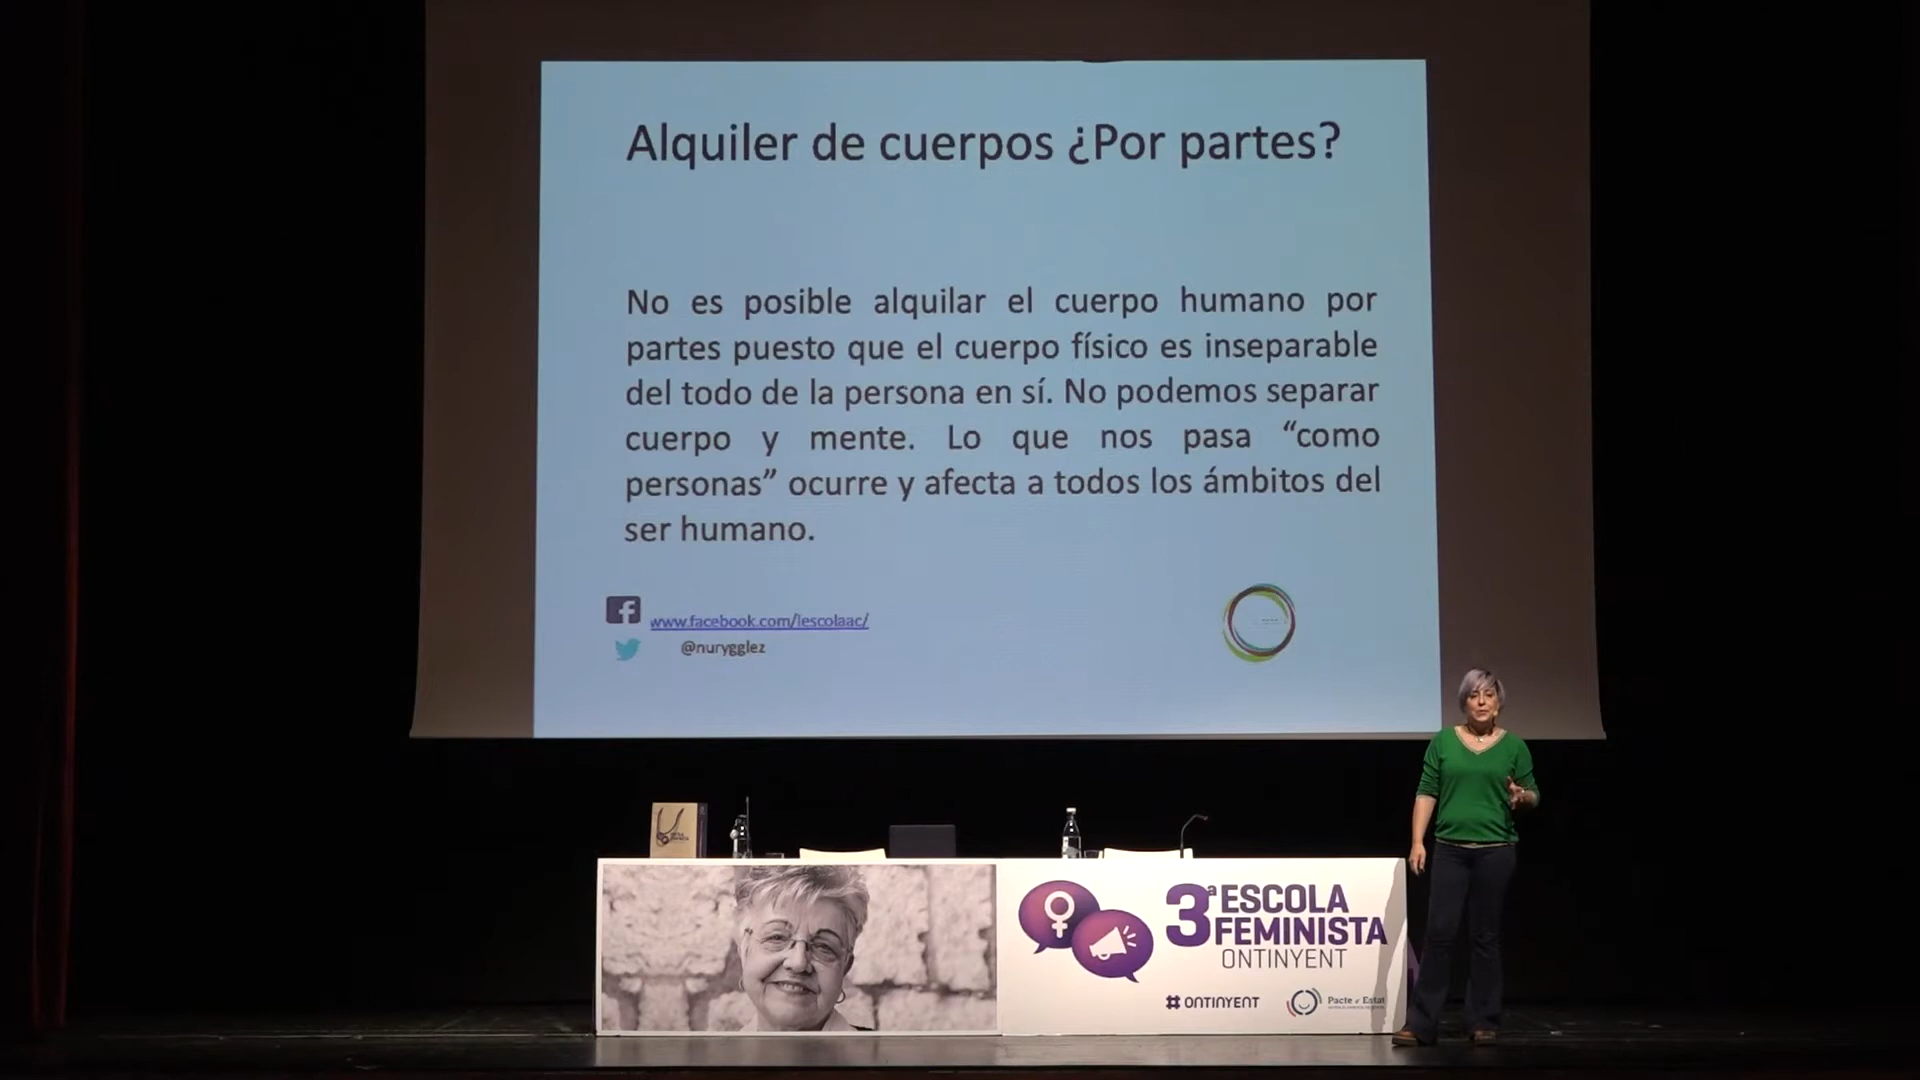 Alquiler de cuerpos ¿Por partes?
No es posible alquilar el cuerpo humano por
partes puesto que el cuerpo físico es inseparable
del todo de la persona en sí. No podemos separar
cuerpo y mente. Lo que nos pasa “como
personas” ocurre y afecta a todos los ámbitos del
ser humano.
www.facebook.com/lescolaac/
@nurygglez
3ª ESCOLA
FEMINISTA
ONTINYENT
ONTINYENT
Pacte d'Estat